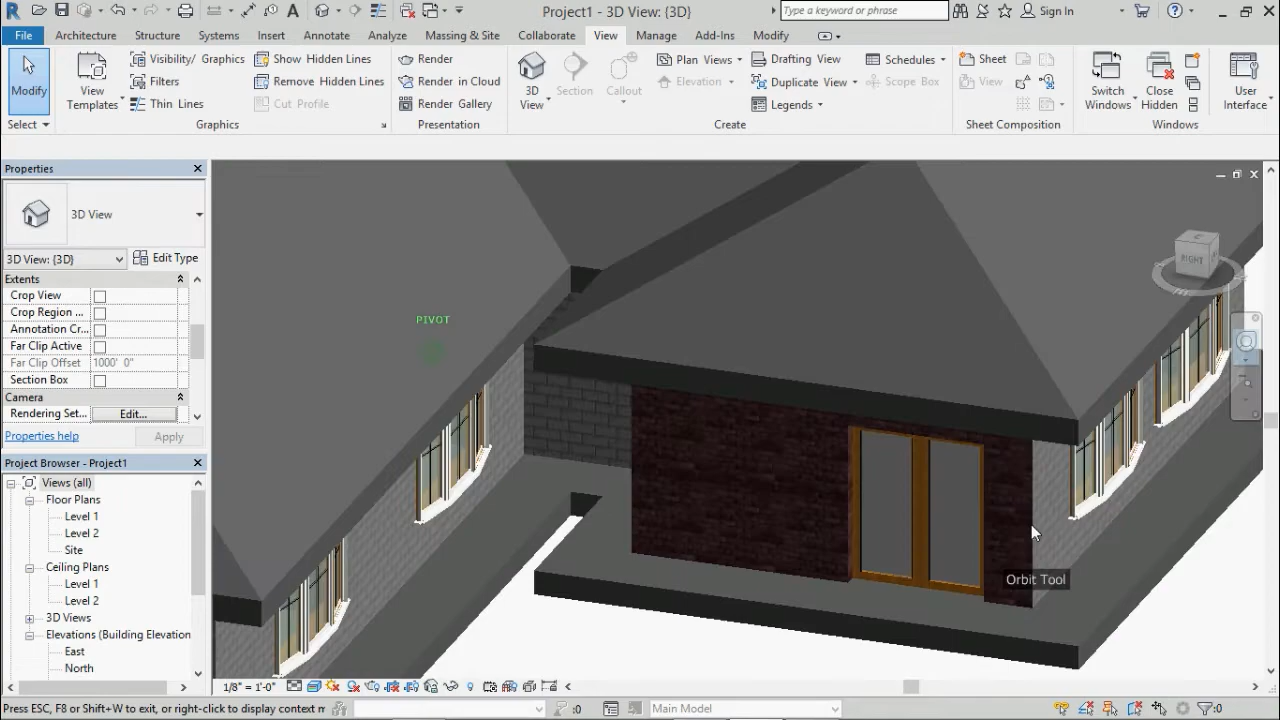 Project1 - 3D View: {3D}
Type a keyword or phrase
Sign In
File
Architecture
Structure
Systems
Insert
Annotate
Analyze
Massing & Site
Collaborate
View
Manage
Add-Ins
Modify
Modify
View
Templates
Visibility/ Graphics
Filters
Thin Lines
Show Hidden Lines
Remove Hidden Lines
Cut Profile
Render
Render in Cloud
Render Gallery
3D
View
Section
Callout
Plan Views
Elevation
Drafting View
Duplicate View
Legends
Schedules
Scope Box
Sheet
View
Switch
Windows
Close
Hidden
User
Interface
Select
Graphics
Presentation
Create
Sheet Composition
Windows
Properties
3D View
3D View: {3D}
Edit Type
Extents
Crop View
Crop Region ...
Annotation Cr...
Far Clip Active
Far Clip Offset
1000' 0"
Section Box
Camera
Rendering Set...
Edit...
Properties help
Apply
Project Browser - Project1
Views (all)
Floor Plans
Level 1
Level 2
Site
Ceiling Plans
Level 1
Level 2
3D Views
Elevations (Building Elevation
East
North
PIVOT
RIGHT
Orbit Tool
1/8" = 1'-0"
Press ESC, F8 or Shift+W to exit, or right-click to display context m
:0
Main Model
:0